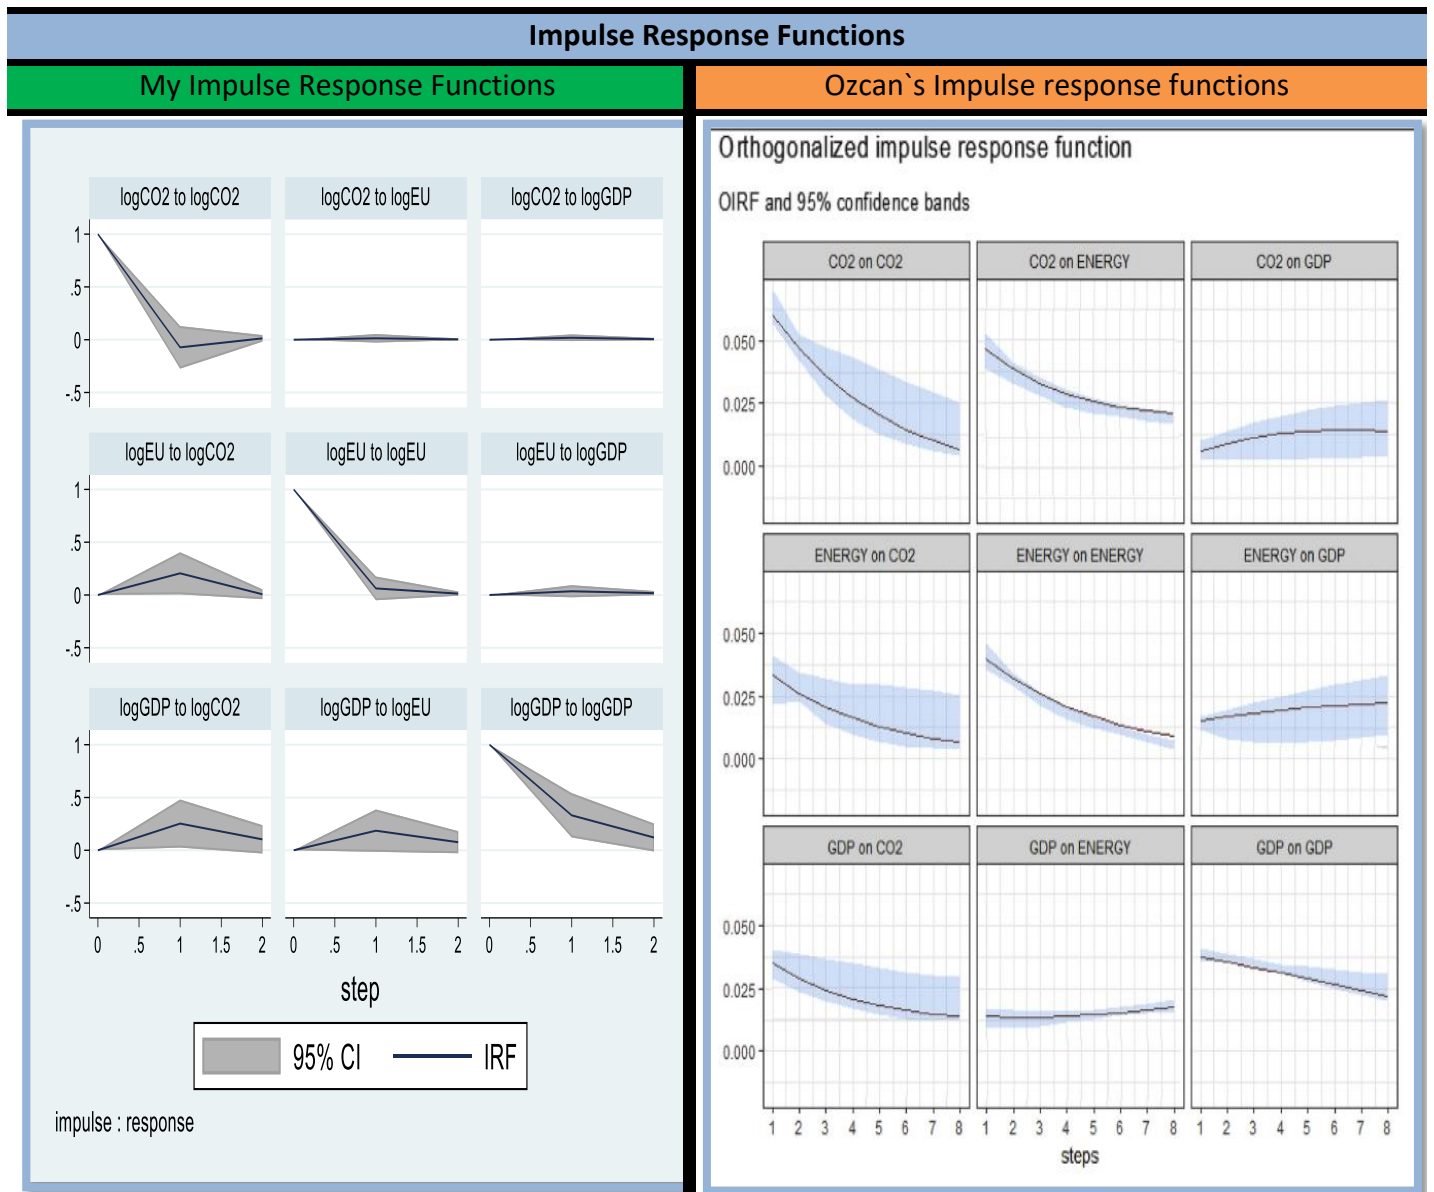 Impulse Response Functions
My Impulse Response Functions
logCO2 to logCO2
logCO2 to logEU
logCO2 to logGDP
1
.5
0
-.5
logEU to logCO2
logEU to logEU
logEU to logGDP
1
.5
0
-.5
logGDP to logCO2
logGDP to logEU
logGDP to logGDP
1
.5
0
-.5
0 .5 1 1.5 2
0 .5 1 1.5 2
0 .5 1 1.5 2
step
95% CI
IRF
impulse : response
Ozcan`s Impulse response functions
Orthogonalized impulse response function
OIRF and 95% confidence bands
CO2 on CO2
CO2 on ENERGY
CO2 on GDP
0.050
0.025
0.000
ENERGY on CO2
ENERGY on ENERGY
ENERGY on GDP
0.050
0.025
0.000
GDP on CO2
GDP on ENERGY
GDP on GDP
0.050
0.025
0.000
1 2 3 4 5 6 7 8
1 2 3 4 5 6 7 8
1 2 3 4 5 6 7 8
steps